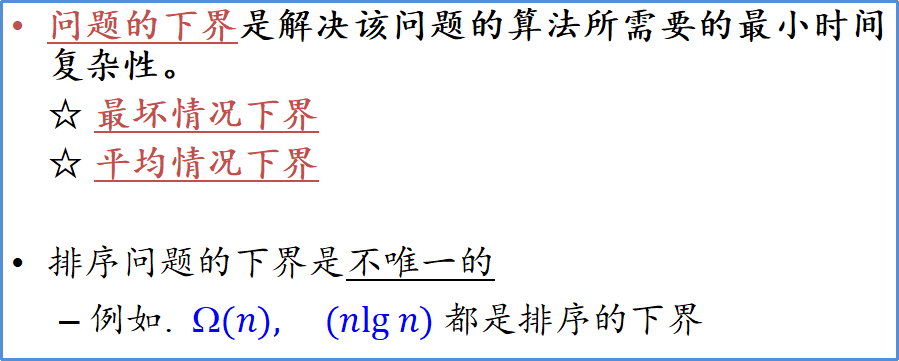 • 问题的下界是解决该问题的算法所需要的最小时间
复杂性。
☆ 最坏情况下界
☆ 平均情况下界
• 排序问题的下界是不唯一的
– 例如. Ω(n), (nlg n) 都是排序的下界